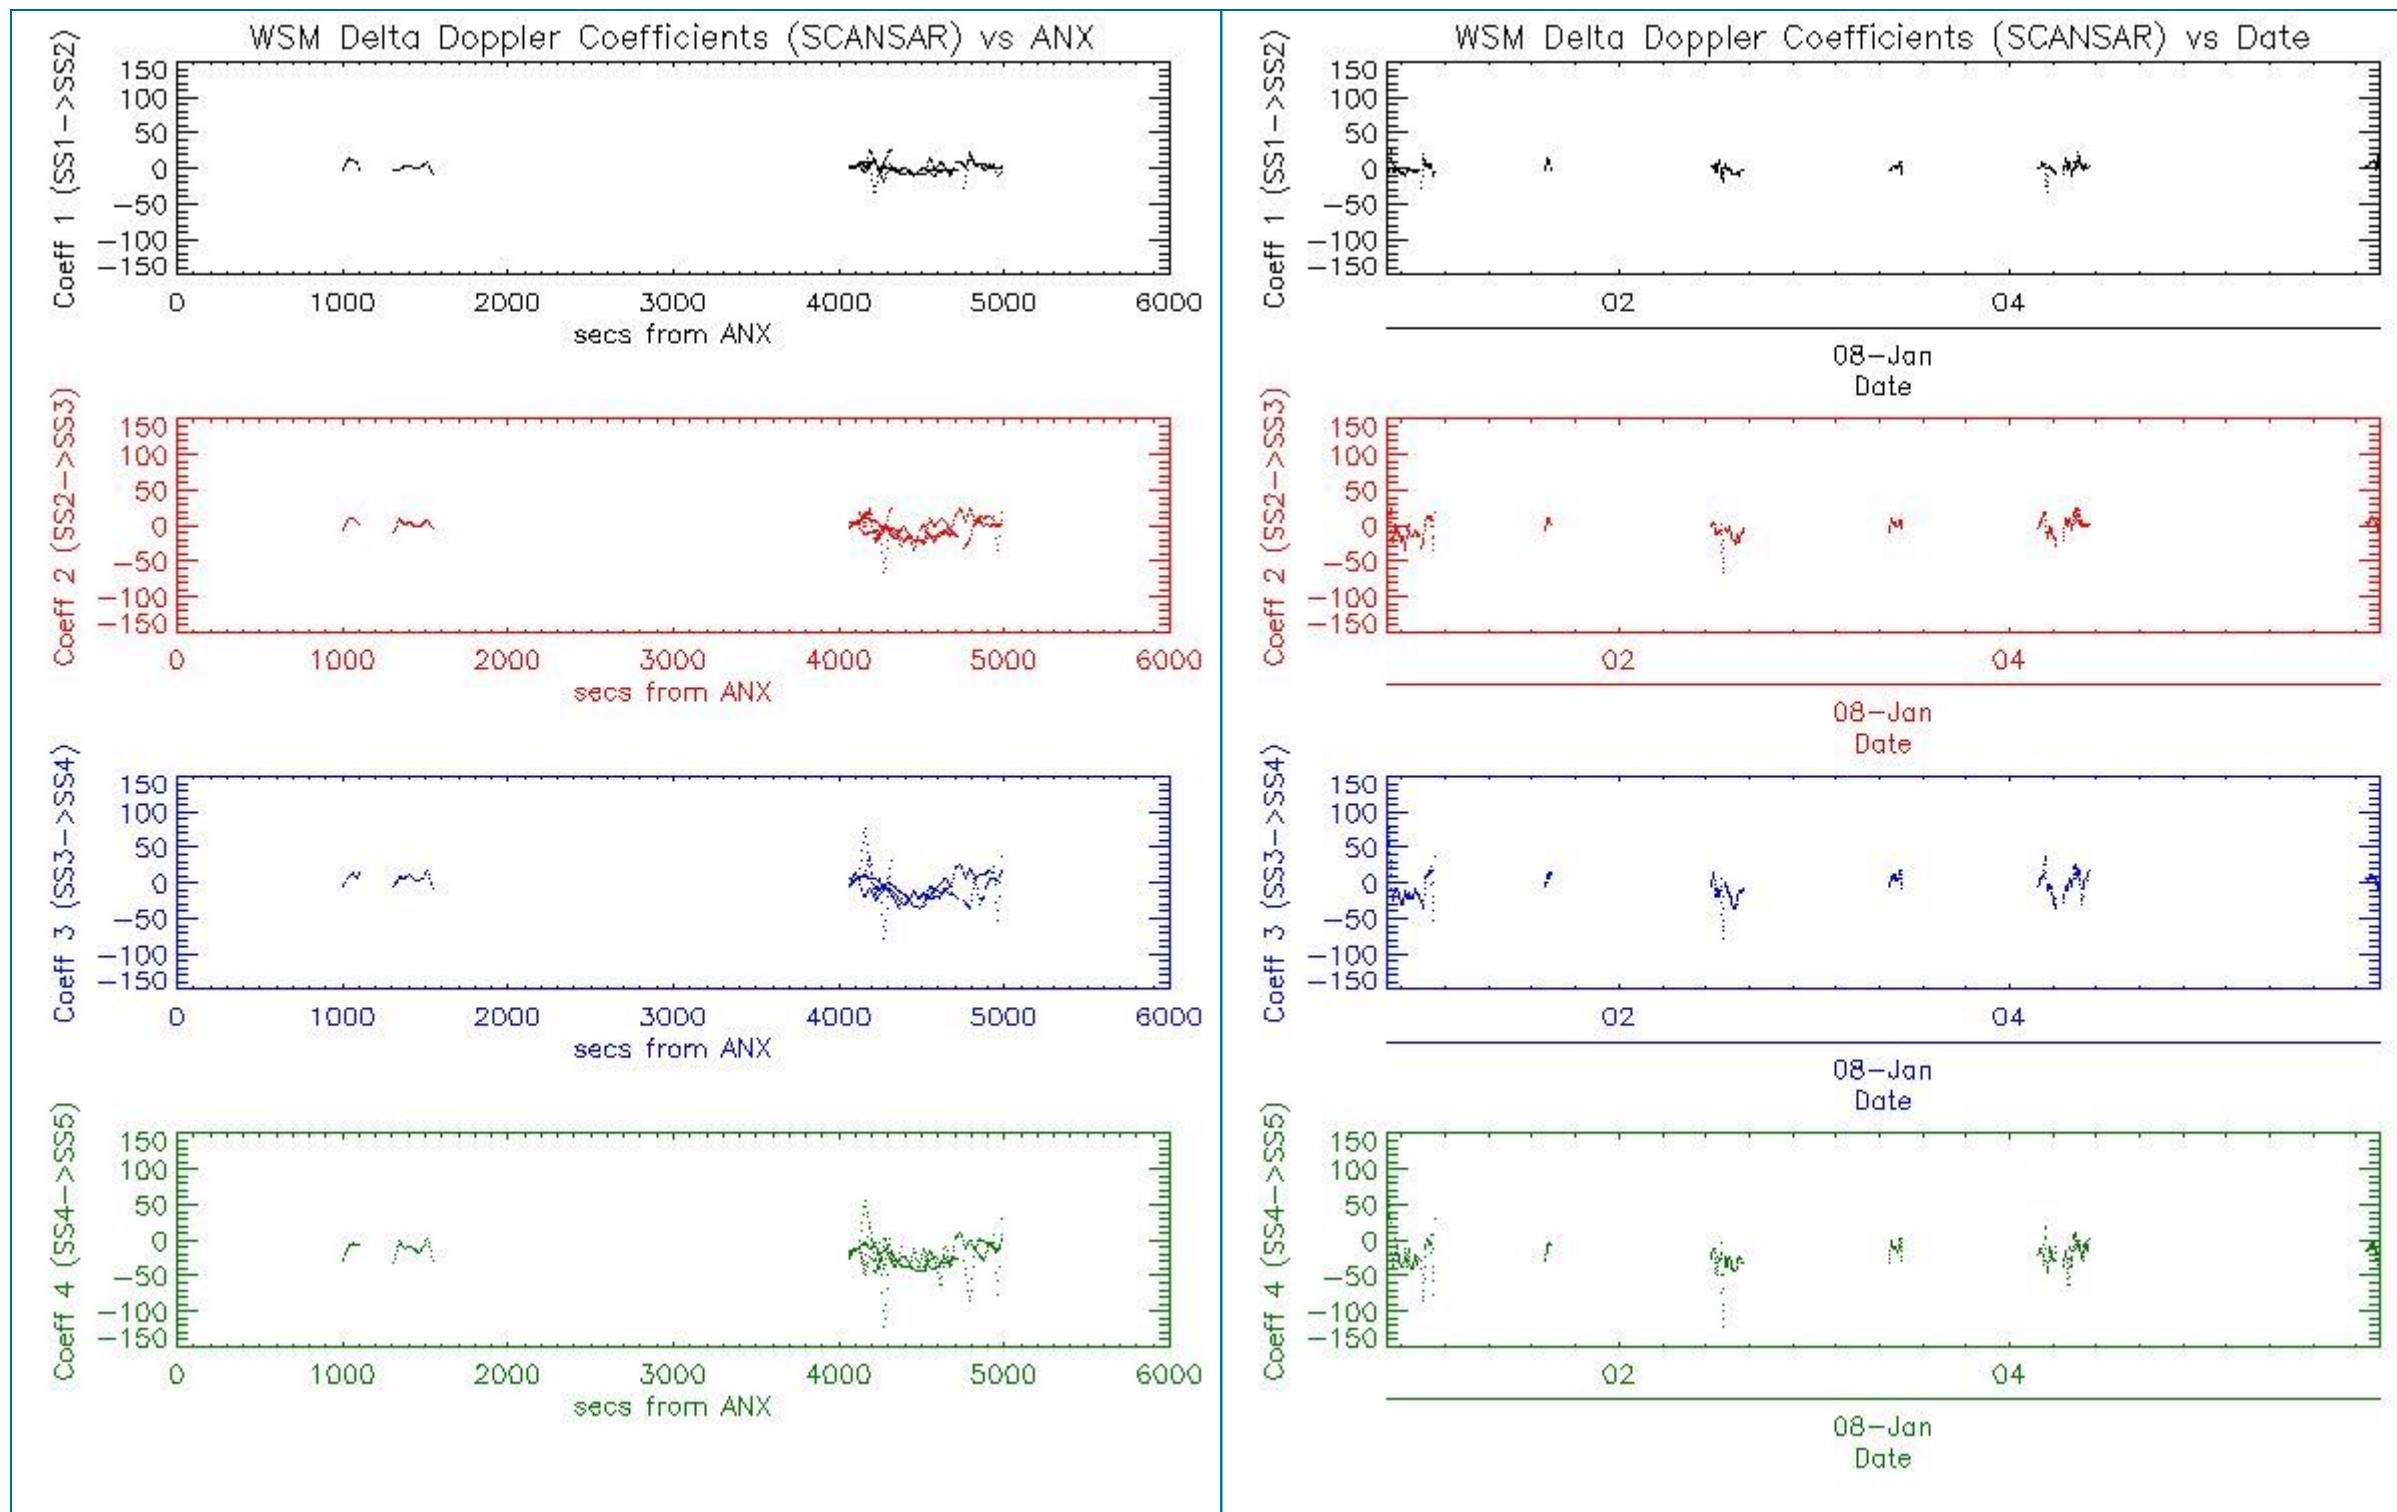 WSM Delta Doppler Coefficients (SCANSAR) vs ANX
Coeff 1 (SS1->SS2)
150
100
50
0
-50
-100
-150
0 1000 2000 3000 4000 5000 6000
secs from ANX
Coeff 2 (SS2->SS3)
150
100
50
0
-50
-100
-150
0 1000 2000 3000 4000 5000 6000
secs from ANX
Coeff 3 (SS3->SS4)
150
100
50
0
-50
-100
-150
0 1000 2000 3000 4000 5000 6000
secs from ANX
Coeff 4 (SS4->SS5)
150
100
50
0
-50
-100
-150
0 1000 2000 3000 4000 5000 6000
secs from ANX
WSM Delta Doppler Coefficients (SCANSAR) vs Date
Coeff 1 (SS1->SS2)
150
100
50
0
-50
-100
-150
02 04
08-Jan
Date
Coeff 2 (SS2->SS3)
150
100
50
0
-50
-100
-150
02 04
08-Jan
Date
Coeff 3 (SS3->SS4)
150
100
50
0
-50
-100
-150
02 04
08-Jan
Date
Coeff 4 (SS4->SS5)
150
100
50
0
-50
-100
-150
02 04
08-Jan
Date